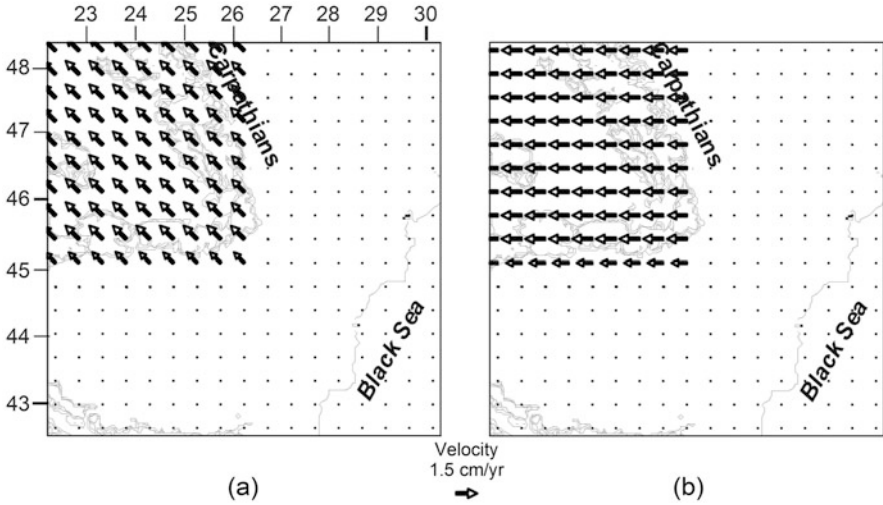 23 24 25 26 27 28 29 30
48
47
46
45
44
43
Carpathians
Black Sea
Carpathians
Black Sea
Velocity
1.5 cm/yr
(a)
(b)